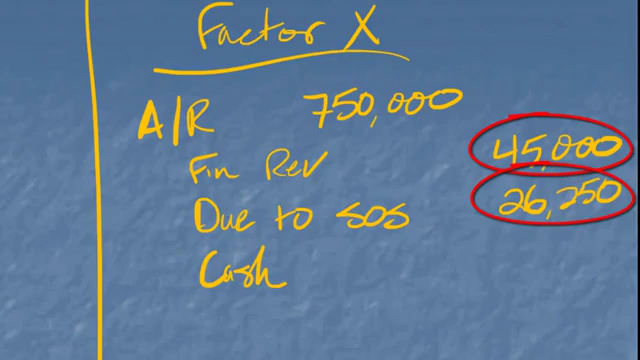 Factor X
A/R 750,000
Fin Rev 45,000
Due to SOS 26,250
Cash